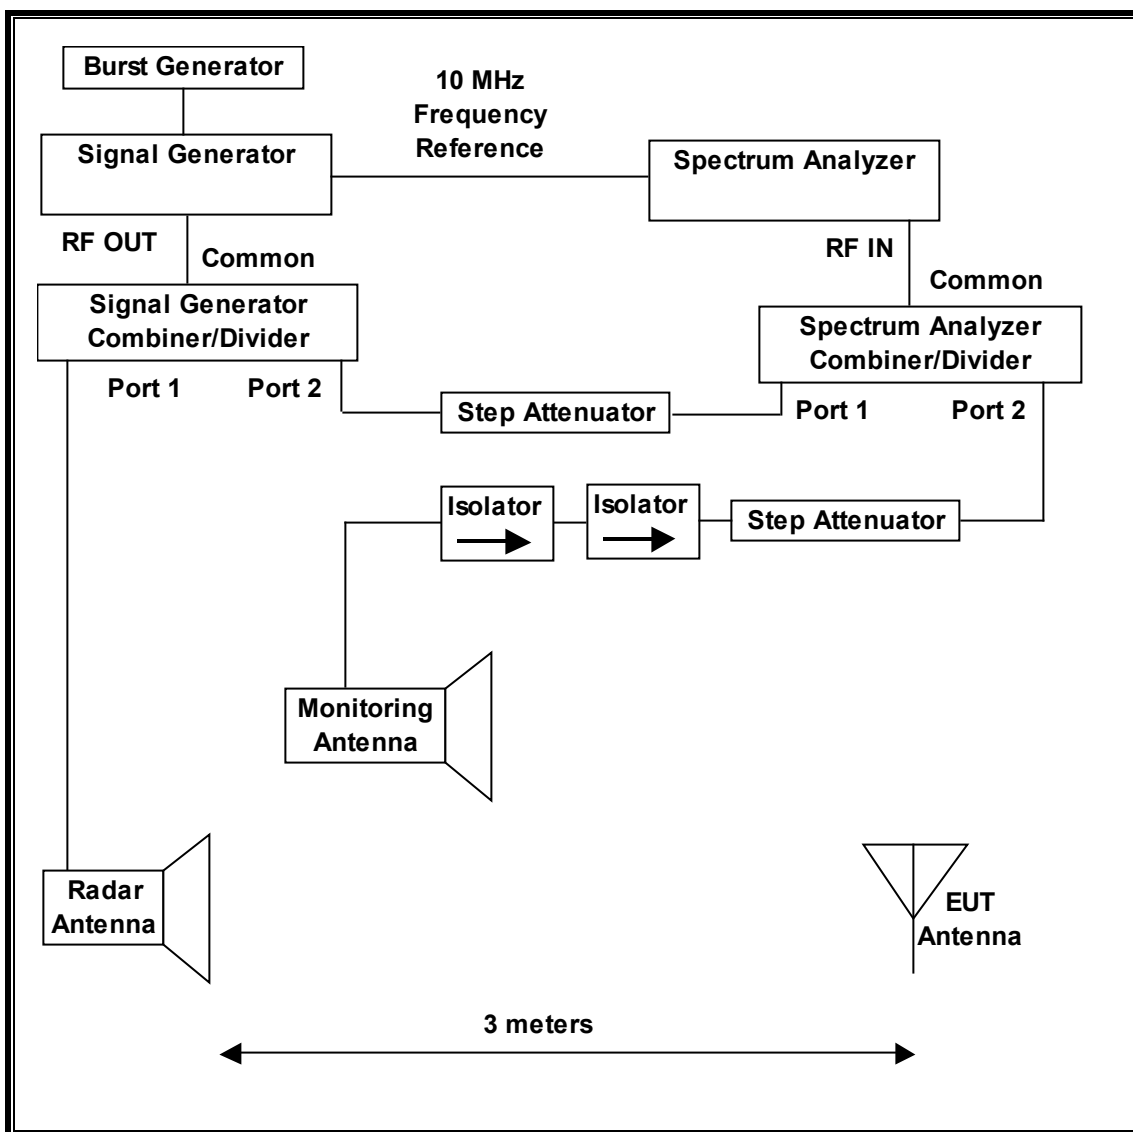 Burst Generator
10 MHz
Frequency
Reference
Signal Generator
Spectrum Analyzer
RF OUT
Common
RF IN
Common
Signal Generator
Combiner/Divider
Spectrum Analyzer
Combiner/Divider
Port 1
Port 2
Step Attenuator
Port 1
Port 2
Isolator
Isolator
Step Attenuator
Monitoring
Antenna
Radar
Antenna
EUT
Antenna
3 meters